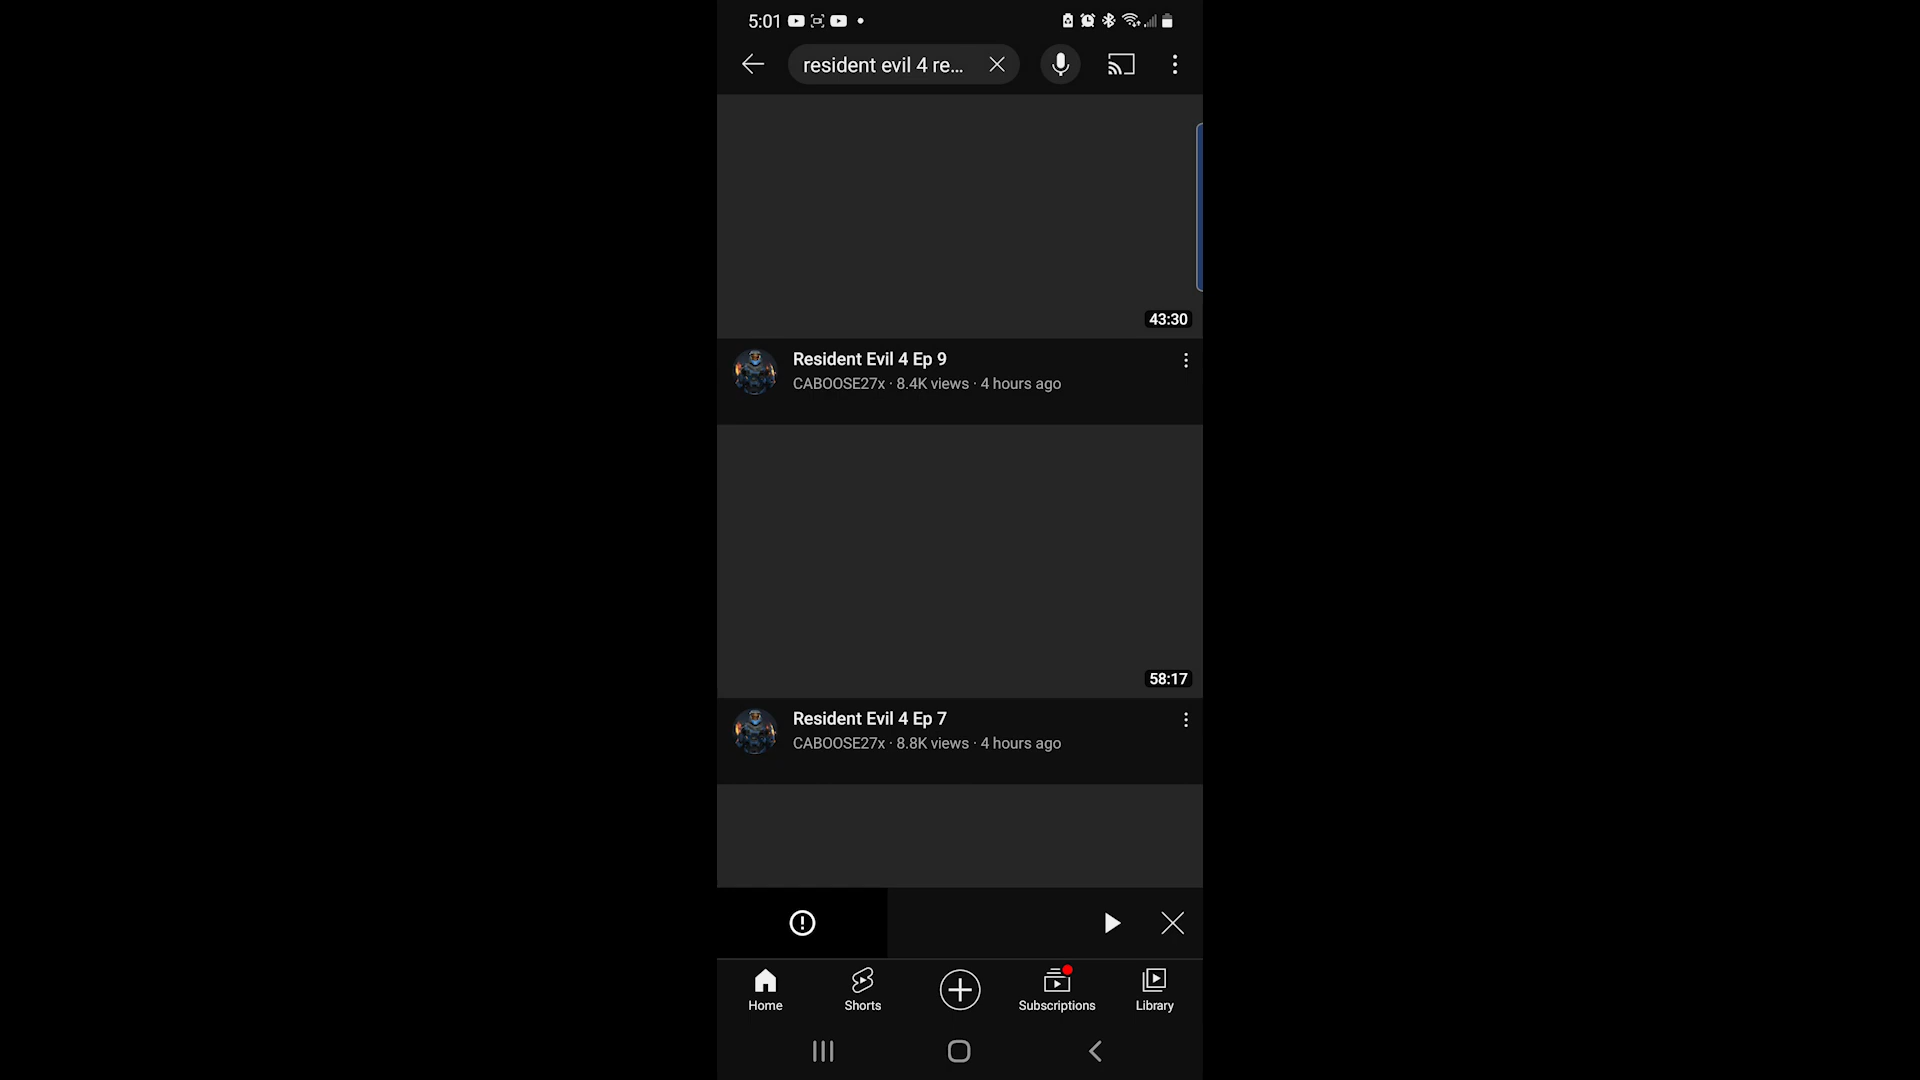 5:01
resident evil 4 re...
43:30
Resident Evil 4 Ep 9
CABOOSE27x · 8.4K views · 4 hours ago
58:17
Resident Evil 4 Ep 7
CABOOSE27x · 8.8K views · 4 hours ago
Home
Shorts
Subscriptions
Library